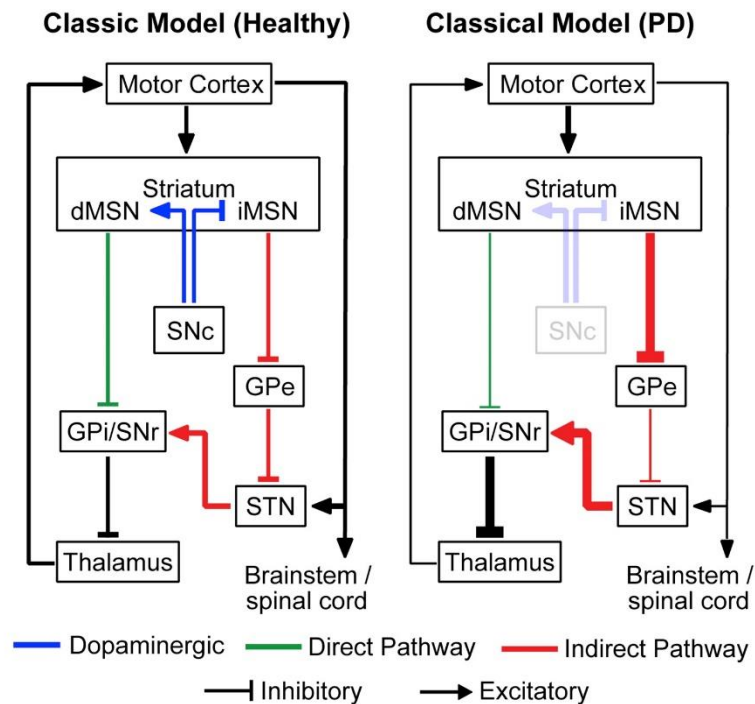 Classic Model (Healthy)
Motor Cortex
Striatum
dMSN
iMSN
SNc
GPe
GPi/SNr
STN
Thalamus
Brainstem /
spinal cord
Classical Model (PD)
Motor Cortex
Striatum
dMSN
iMSN
SNc
GPe
GPi/SNr
STN
Thalamus
Brainstem /
spinal cord
Dopaminergic
Direct Pathway
Indirect Pathway
Inhibitory
Excitatory